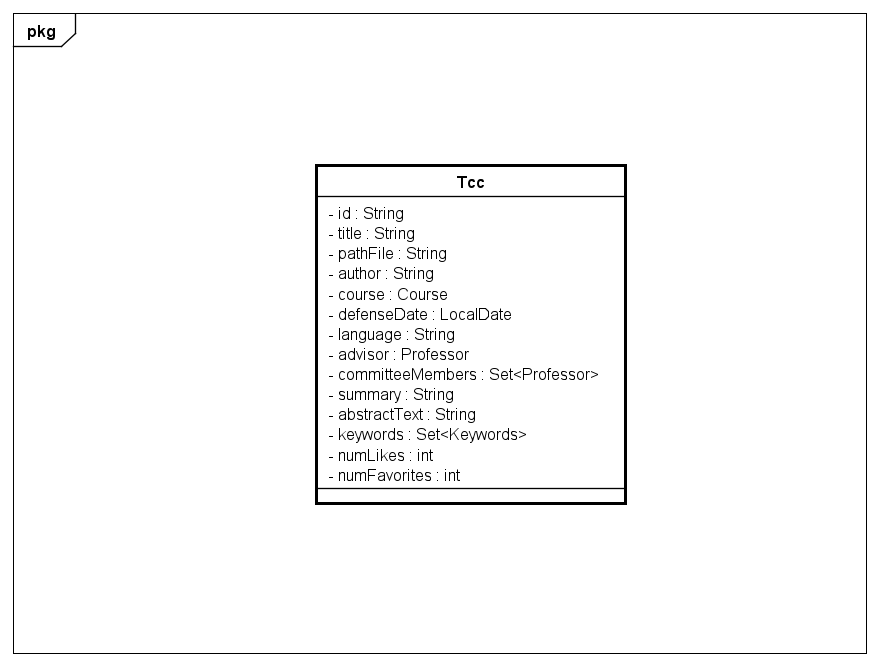 pkg
Tcc
- id : String
- title : String
- pathFile : String
- author : String
- course : Course
- defenseDate : LocalDate
- language : String
- advisor : Professor
- committeeMembers : Set<Professor>
- summary : String
- abstractText : String
- keywords : Set<Keywords>
- numLikes : int
- numFavorites : int